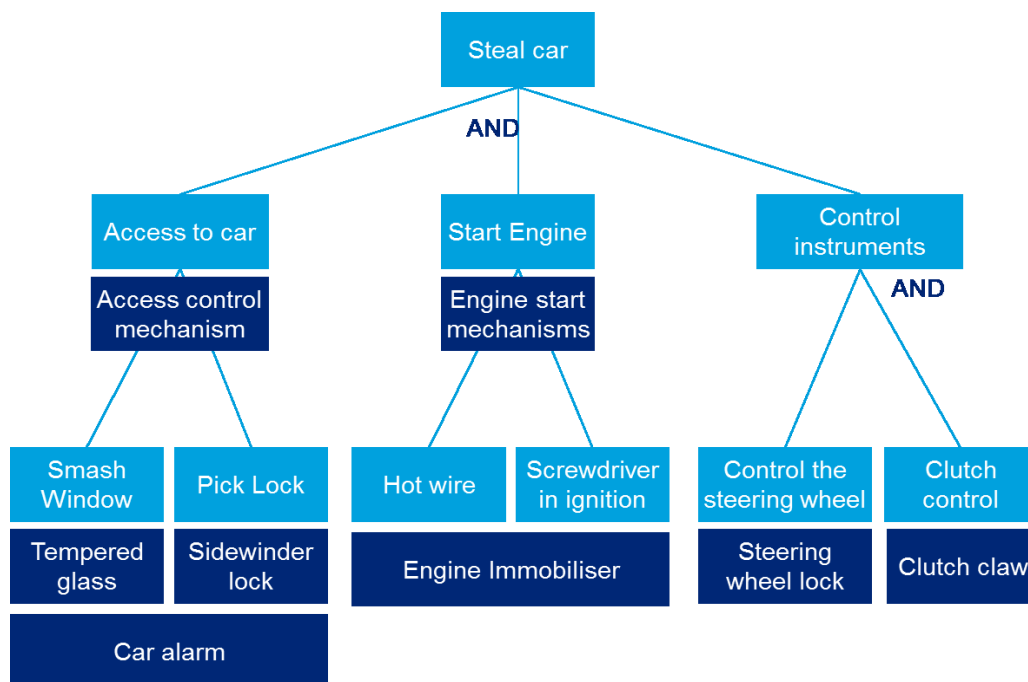 Steal car
AND
Access to car
Start Engine
Control
instruments
Access control
mechanism
Engine start
mechanisms
AND
Smash
Window
Pick Lock
Hot wire
Screwdriver
in ignition
Control the
steering wheel
Clutch
control
Tempered
glass
Sidewinder
lock
Engine Immobiliser
Steering
wheel lock
Clutch claw
Car alarm